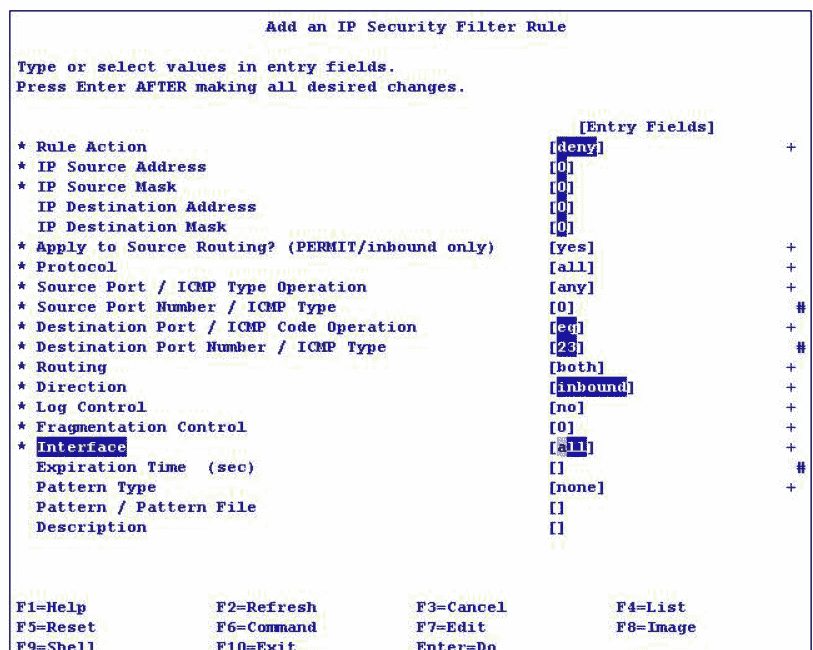 Add an IP Security Filter Rule
Type or select values in entry fields.
Press Enter AFTER making all desired changes.
[Entry Fields]
* Rule Action [deny] +
* IP Source Address [0]
* IP Source Mask [0]
IP Destination Address [0]
IP Destination Mask [0]
* Apply to Source Routing? (PERMIT/inbound only) [yes] +
* Protocol [all] +
* Source Port / ICMP Type Operation [any] +
* Source Port Number / ICMP Type [0] #
* Destination Port / ICMP Code Operation [eq] +
* Destination Port Number / ICMP Type [23] #
* Routing [both] +
* Direction [inbound] +
* Log Control [no] +
* Fragmentation Control [0] +
* Interface [all] +
Expiration Time (sec) [] #
Pattern Type [none] +
Pattern / Pattern File []
Description []
F1=Help F2=Refresh F3=Cancel F4=List
F5=Reset F6=Command F7=Edit F8=Image
F9=Shell F10=Exit Enter=Do